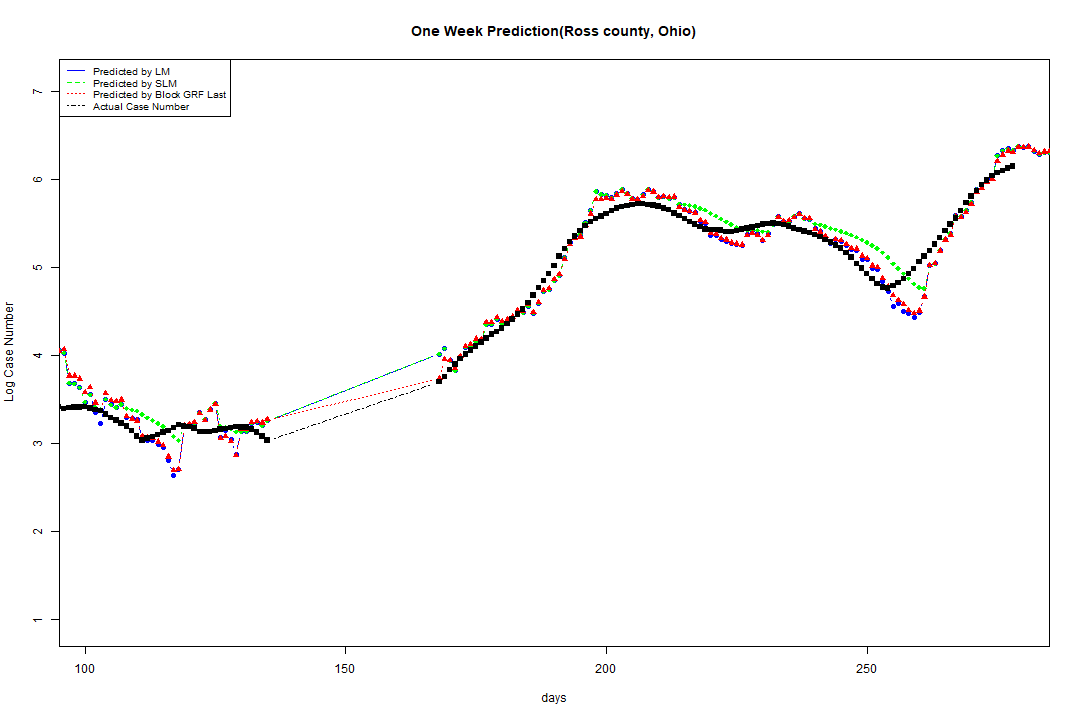 One Week Prediction(Ross county, Ohio)
Predicted by LM
Predicted by SLM
Predicted by Block GRF Last
Actual Case Number
7
6
5
4
3
2
1
Log Case Number
100 150 200 250
days